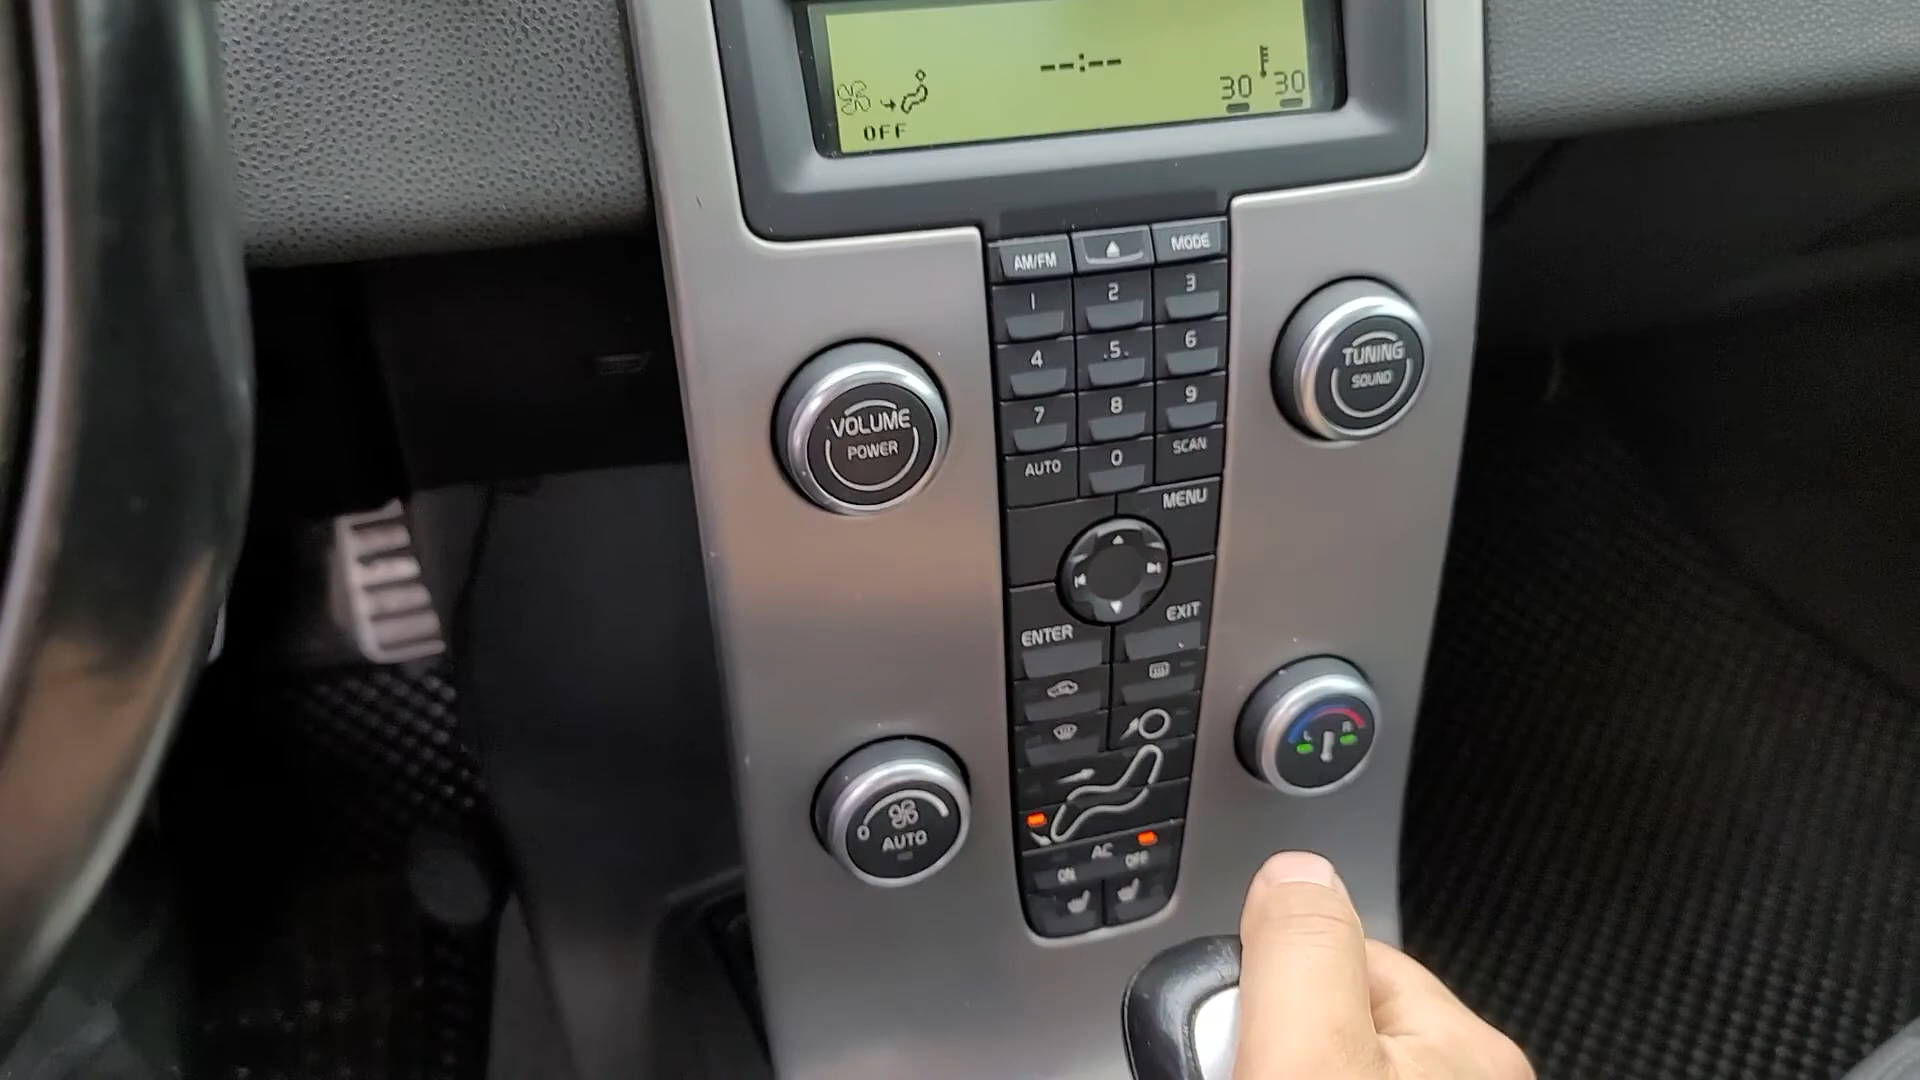 --:--
30 30
OFF
AM/FM MODE
1 2 3
4 5 6
7 8 9
AUTO 0 SCAN
MENU
VOLUME
POWER
TUNING
SOUND
ENTER EXIT
0
AUTO
L R
AC
ON OFF